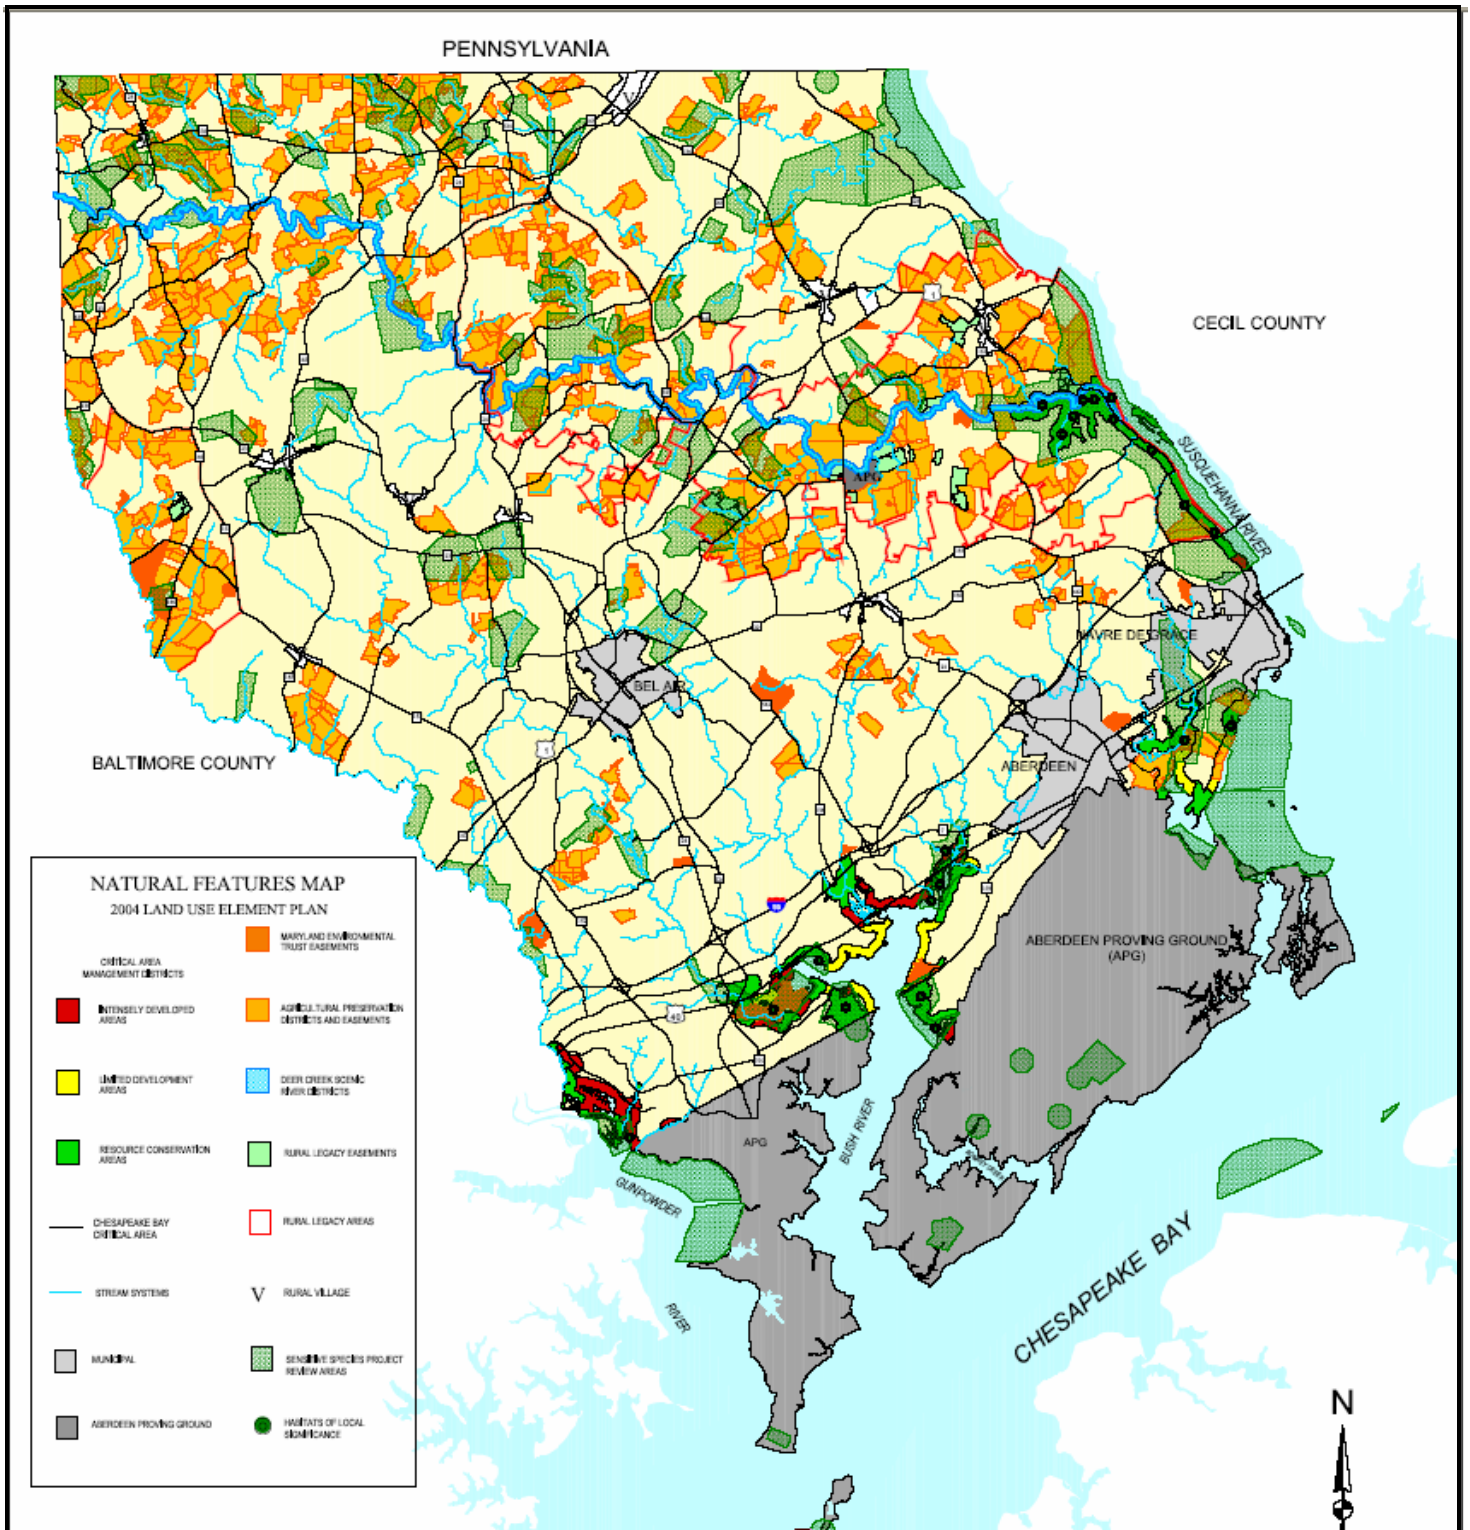 PENNSYLVANIA
V
CECIL COUNTY
1
SUSQUEHANNA RIVER
APG
HAVRE DE GRACE
BEL AIR
1
ABERDEEN
BALTIMORE COUNTY
ABERDEEN PROVING GROUND
(APG)
40
APG
BUSH RIVER
GUNPOWDER
RIVER
CHESAPEAKE BAY
N
NATURAL FEATURES MAP
2004 LAND USE ELEMENT PLAN
CRITICAL AREA
MANAGEMENT DISTRICTS
INTENSELY DEVELOPED
AREAS
LIMITED DEVELOPMENT
AREAS
RESOURCE CONSERVATION
AREAS
CHESAPEAKE BAY
CRITICAL AREA
STREAM SYSTEMS
MUNICIPAL
ABERDEEN PROVING GROUND
MARYLAND ENVIRONMENTAL
TRUST EASEMENTS
AGRICULTURAL PRESERVATION
DISTRICTS AND EASEMENTS
DEER CREEK SCENIC
RIVER DISTRICTS
RURAL LEGACY EASEMENTS
RURAL LEGACY AREAS
V RURAL VILLAGE
SENSITIVE SPECIES PROJECT
REVIEW AREAS
HABITATS OF LOCAL
SIGNIFICANCE